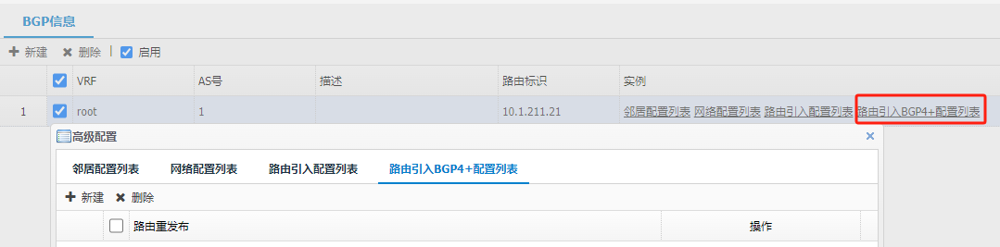 BGP信息
新建 删除 | 启用
VRF AS号 描述 路由标识 实例
1 root 1 10.1.211.21 邻居配置列表 网络配置列表 路由引入配置列表 路由引入BGP4+配置列表
高级配置
邻居配置列表 网络配置列表 路由引入配置列表 路由引入BGP4+配置列表
新建 删除
路由重发布 操作